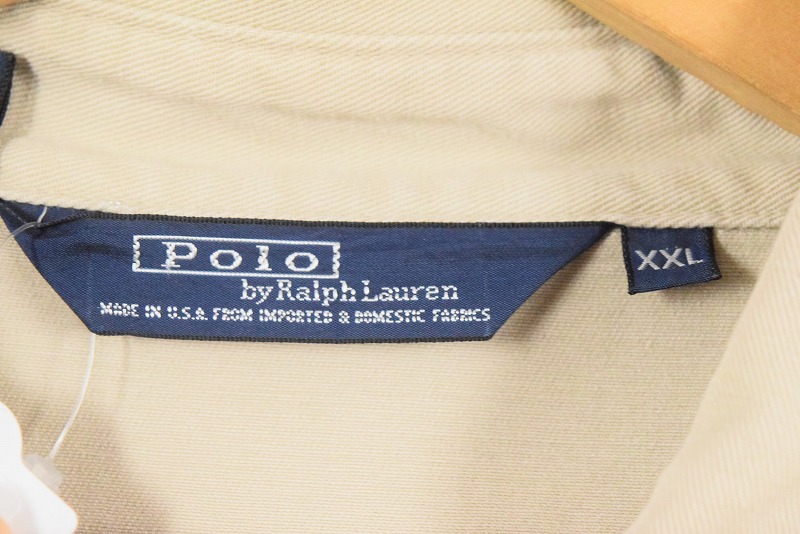 Polo
by Ralph Lauren
MADE IN U.S.A. FROM IMPORTED & DOMESTIC FABRICS
XXL